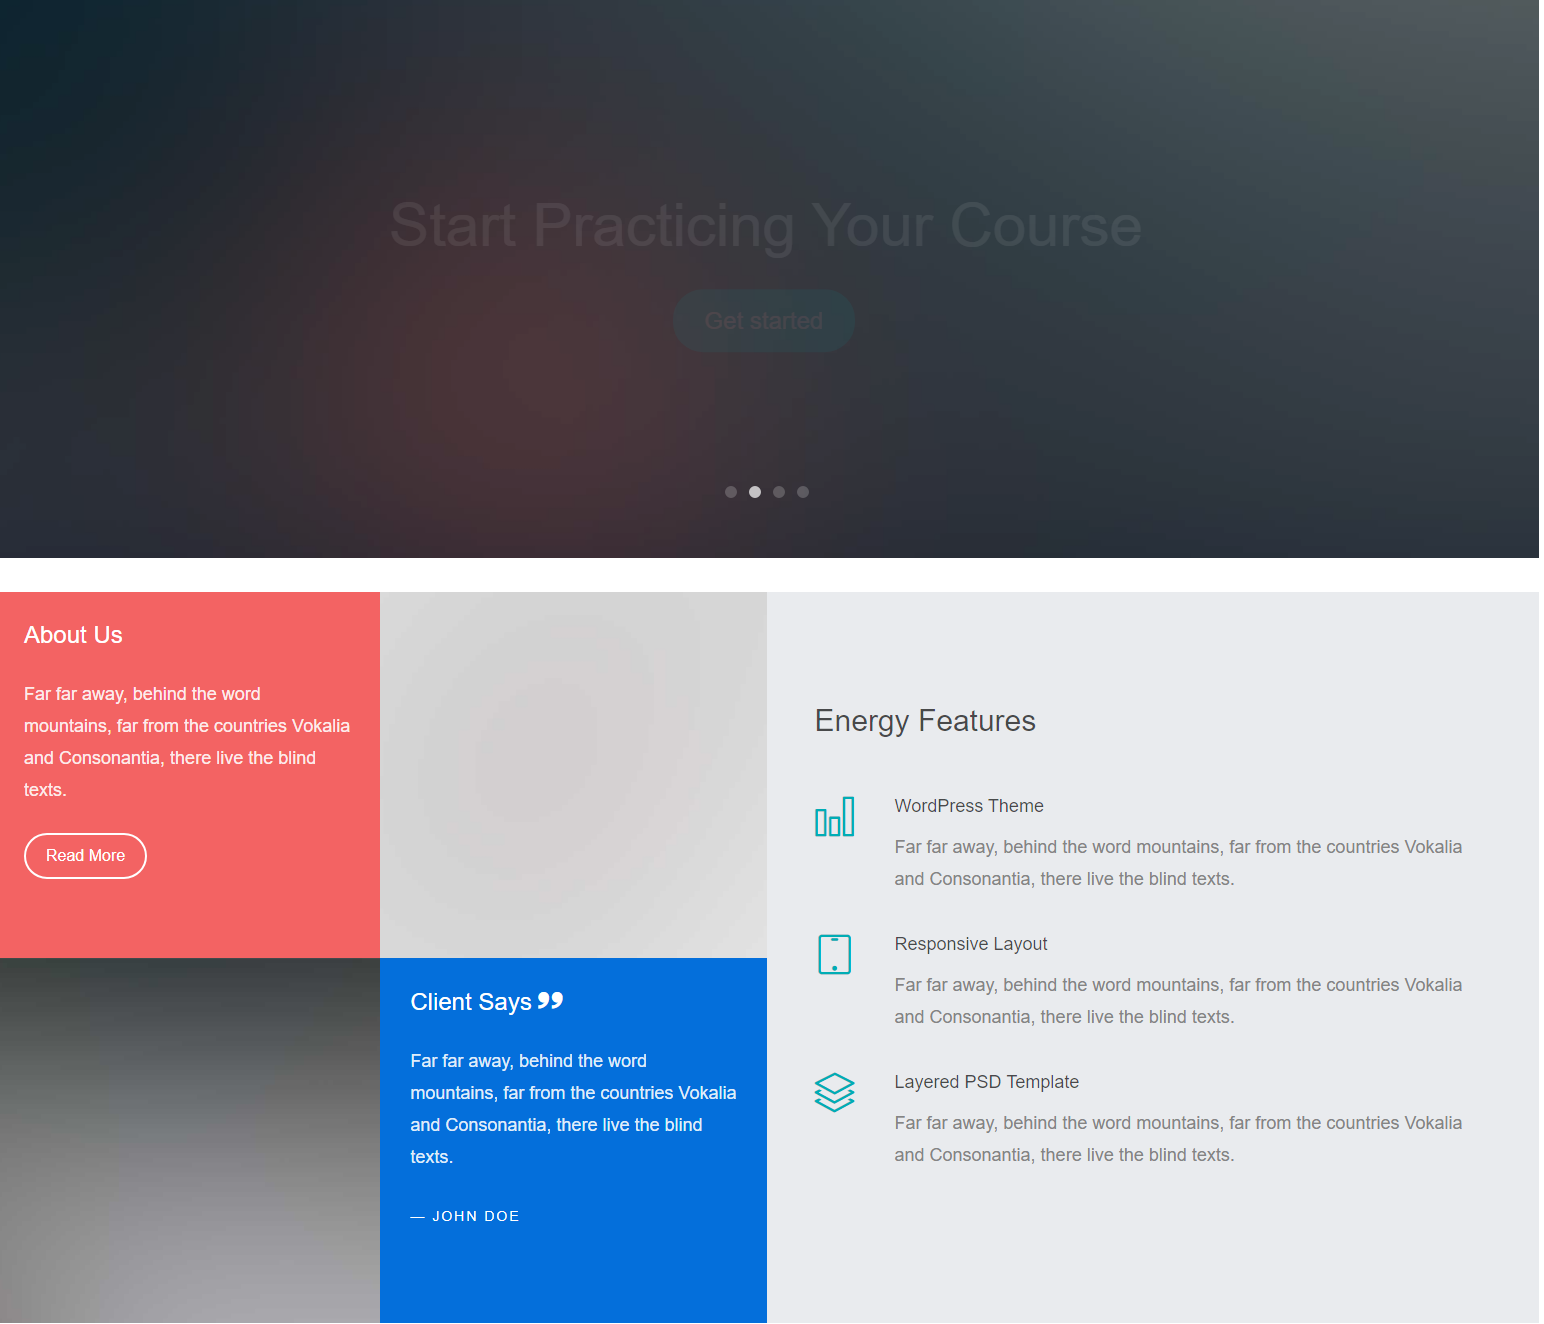 Start Practicing Your Course
Get started
About Us
Far far away, behind the word
mountains, far from the countries Vokalia
and Consonantia, there live the blind
texts.
Read More
Client Says ❞
Far far away, behind the word
mountains, far from the countries Vokalia
and Consonantia, there live the blind
texts.
— JOHN DOE
Energy Features
WordPress Theme
Far far away, behind the word mountains, far from the countries Vokalia
and Consonantia, there live the blind texts.
Responsive Layout
Far far away, behind the word mountains, far from the countries Vokalia
and Consonantia, there live the blind texts.
Layered PSD Template
Far far away, behind the word mountains, far from the countries Vokalia
and Consonantia, there live the blind texts.